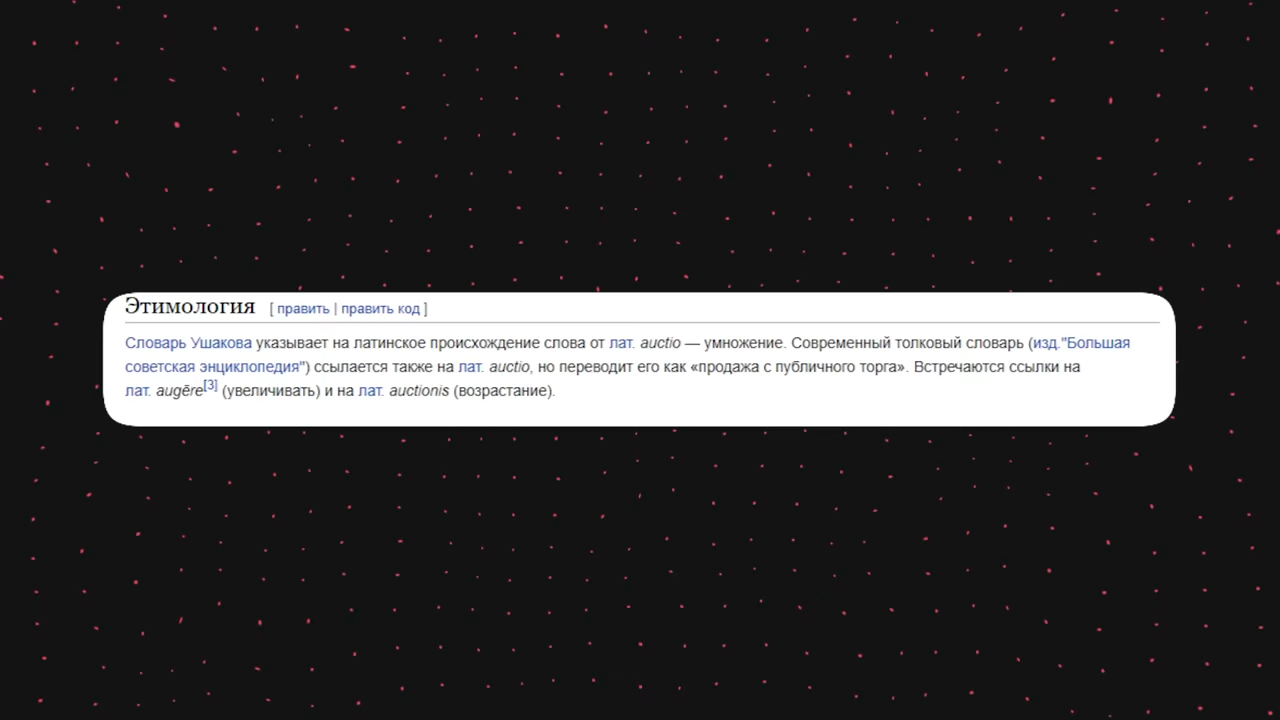 Этимология [ править | править код ]
Словарь Ушакова указывает на латинское происхождение слова от лат. auctio — умножение. Современный толковый словарь (изд."Большая
советская энциклопедия") ссылается также на лат. auctio, но переводит его как «продажа с публичного торга». Встречаются ссылки на
лат. augēre[3] (увеличивать) и на лат. auctionis (возрастание).